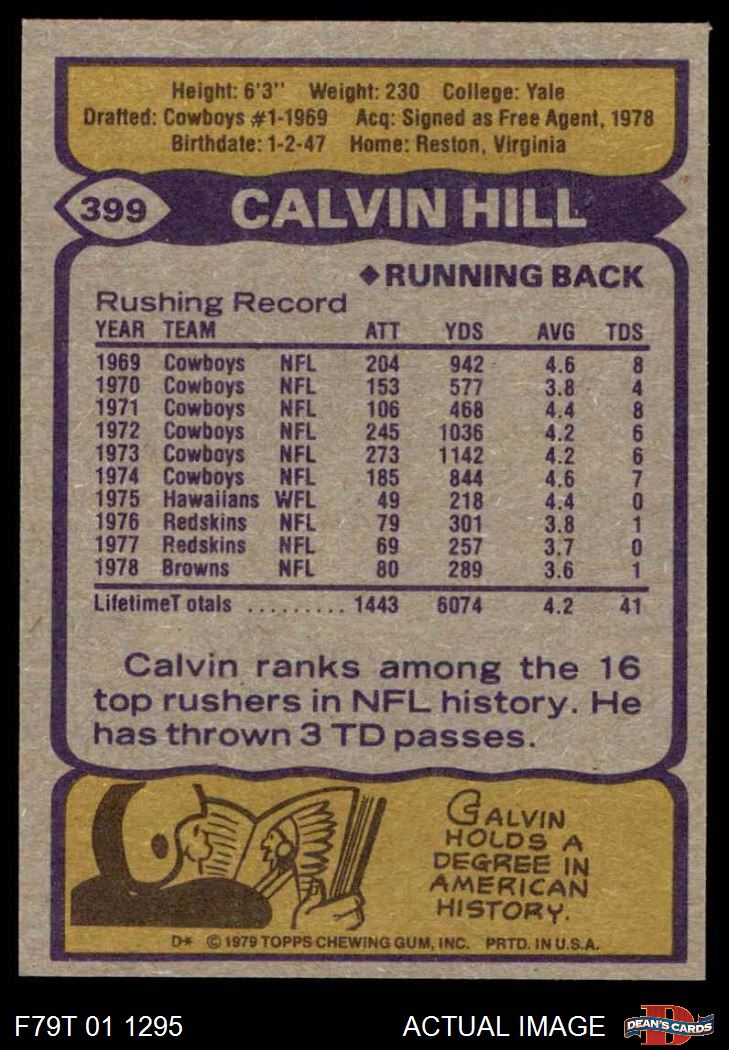 Height: 6'3" Weight: 230 College: Yale
Drafted: Cowboys #1-1969 Acq: Signed as Free Agent, 1978
Birthdate: 1-2-47 Home: Reston, Virginia
399 CALVIN HILL
◆RUNNING BACK
Rushing Record
YEAR TEAM ATT YDS AVG TDS
1969 Cowboys NFL 204 942 4.6 8
1970 Cowboys NFL 153 577 3.8 4
1971 Cowboys NFL 106 468 4.4 8
1972 Cowboys NFL 245 1036 4.2 6
1973 Cowboys NFL 273 1142 4.2 6
1974 Cowboys NFL 185 844 4.6 7
1975 Hawaiians WFL 49 218 4.4 0
1976 Redskins NFL 79 301 3.8 1
1977 Redskins NFL 69 257 3.7 0
1978 Browns NFL 80 289 3.6 1
LifetimeT otals ......... 1443 6074 4.2 41
Calvin ranks among the 16
top rushers in NFL history. He
has thrown 3 TD passes.
CALVIN
HOLDS A
DEGREE IN
AMERICAN
HISTORY.
D* © 1979 TOPPS CHEWING GUM, INC. PRTD. IN U.S.A.
F79T 01 1295 ACTUAL IMAGE D DEAN'S CARDS